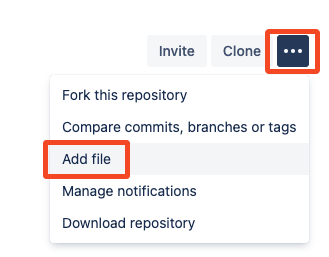 Invite Clone •••
Fork this repository
Compare commits, branches or tags
Add file
Manage notifications
Download repository